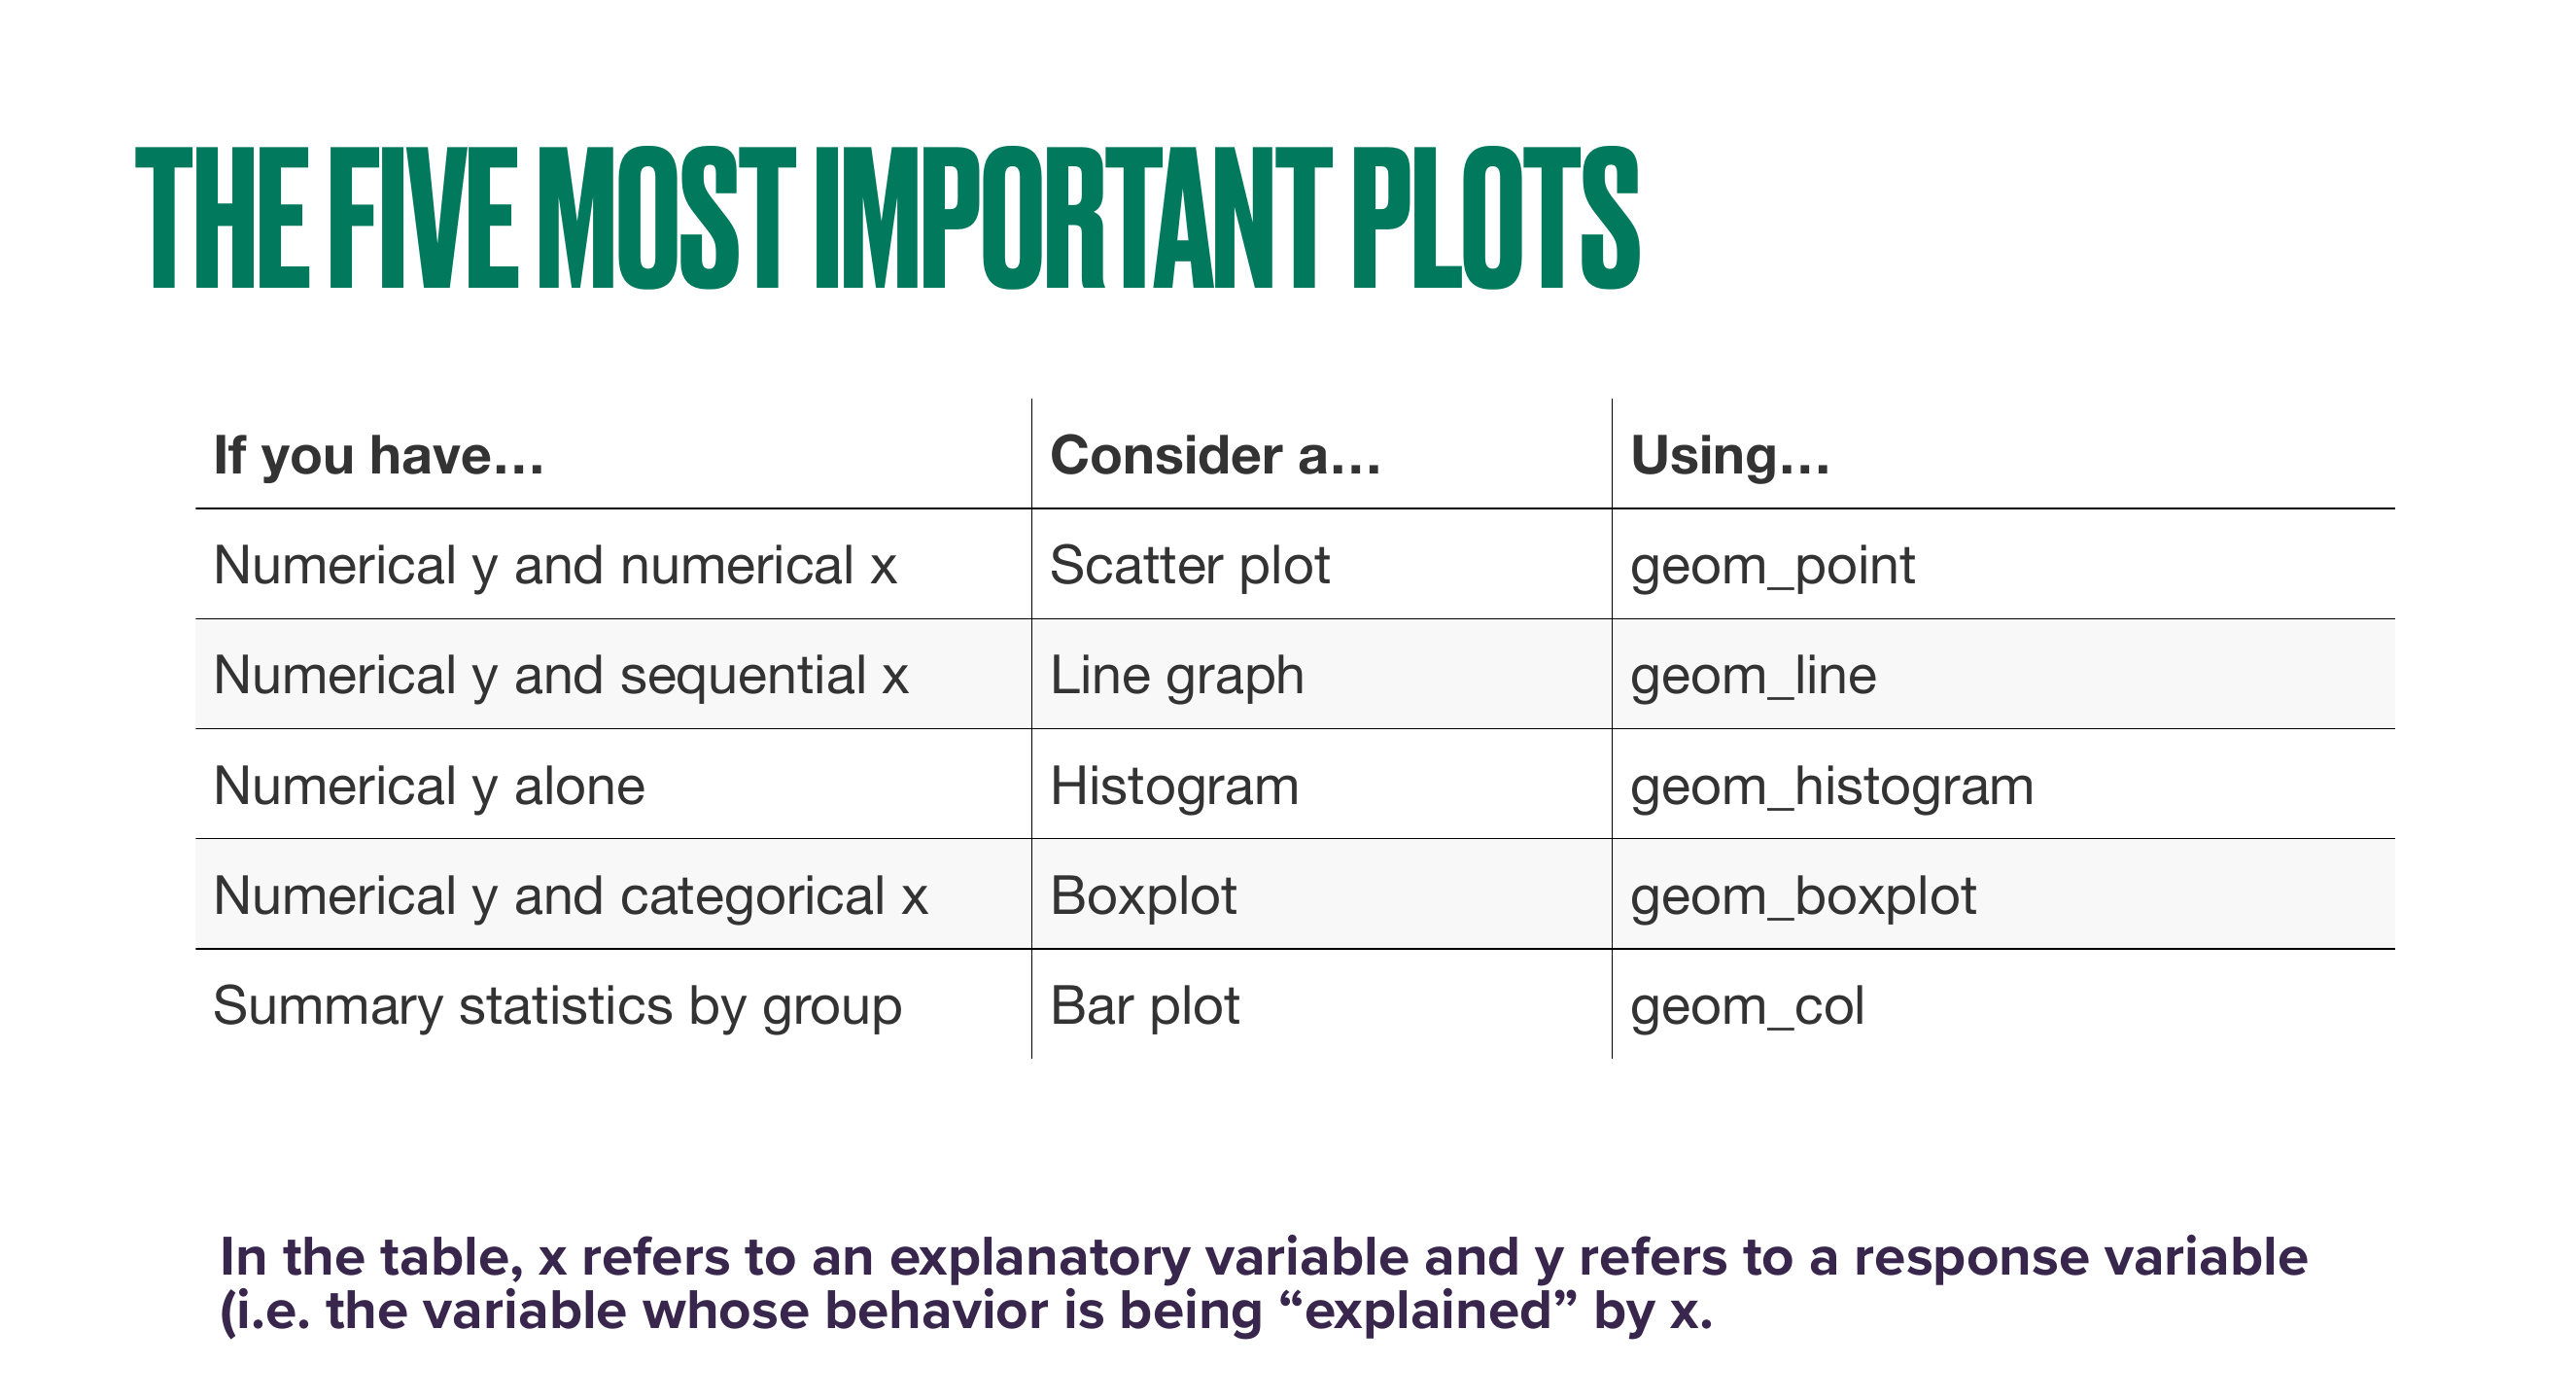 THE FIVE MOST IMPORTANT PLOTS
If you have… Consider a… Using…
Numerical y and numerical x Scatter plot geom_point
Numerical y and sequential x Line graph geom_line
Numerical y alone Histogram geom_histogram
Numerical y and categorical x Boxplot geom_boxplot
Summary statistics by group Bar plot geom_col
In the table, x refers to an explanatory variable and y refers to a response variable
(i.e. the variable whose behavior is being “explained” by x.